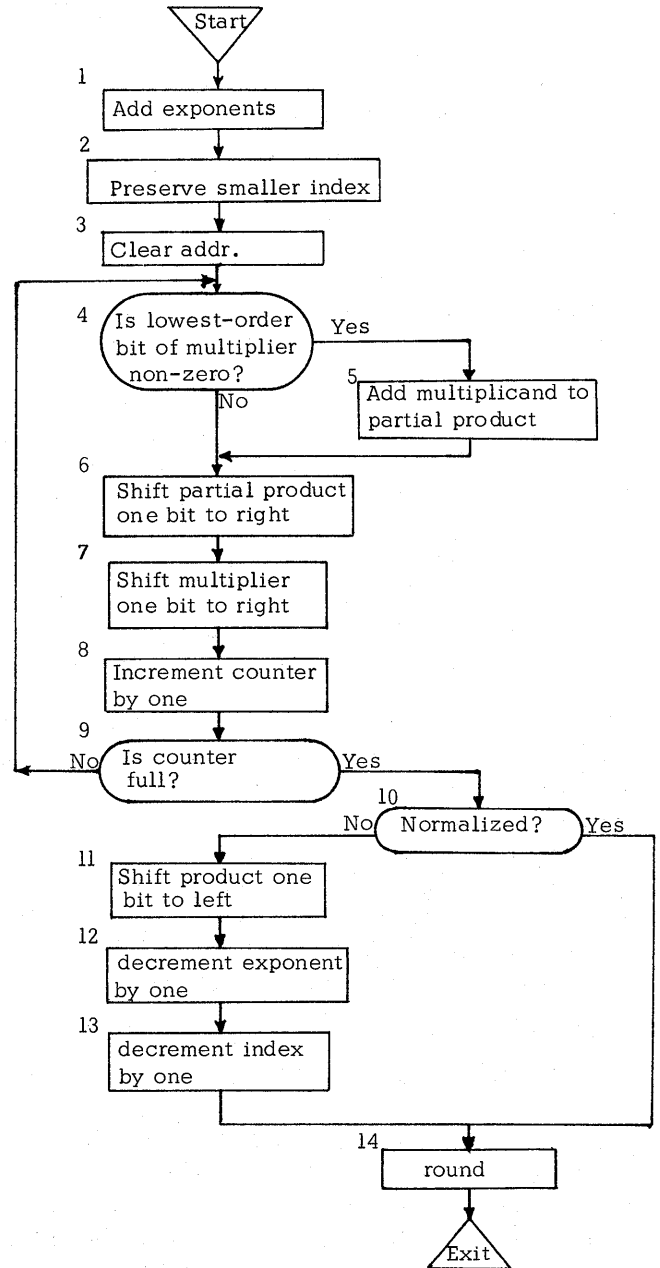 Start
1
Add exponents
2
Preserve smaller index
3
Clear addr.
4
Is lowest-order
bit of multiplier
non-zero?
Yes
No
5
Add multiplicand to
partial product
6
Shift partial product
one bit to right
7
Shift multiplier
one bit to right
8
Increment counter
by one
9
Is counter
full?
No
Yes
10
Normalized?
No
Yes
11
Shift product one
bit to left
12
decrement exponent
by one
13
decrement index
by one
14
round
Exit